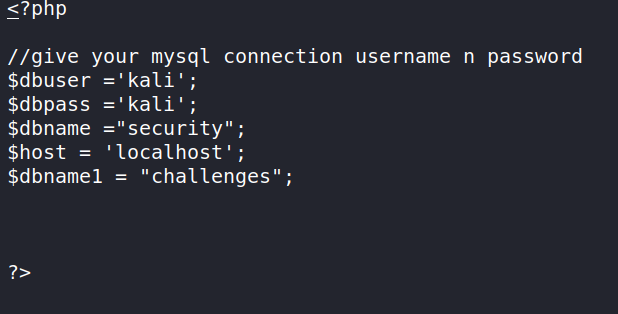 <?php
//give your mysql connection username n password
$dbuser ='kali';
$dbpass ='kali';
$dbname ="security";
$host = 'localhost';
$dbname1 = "challenges";
?>